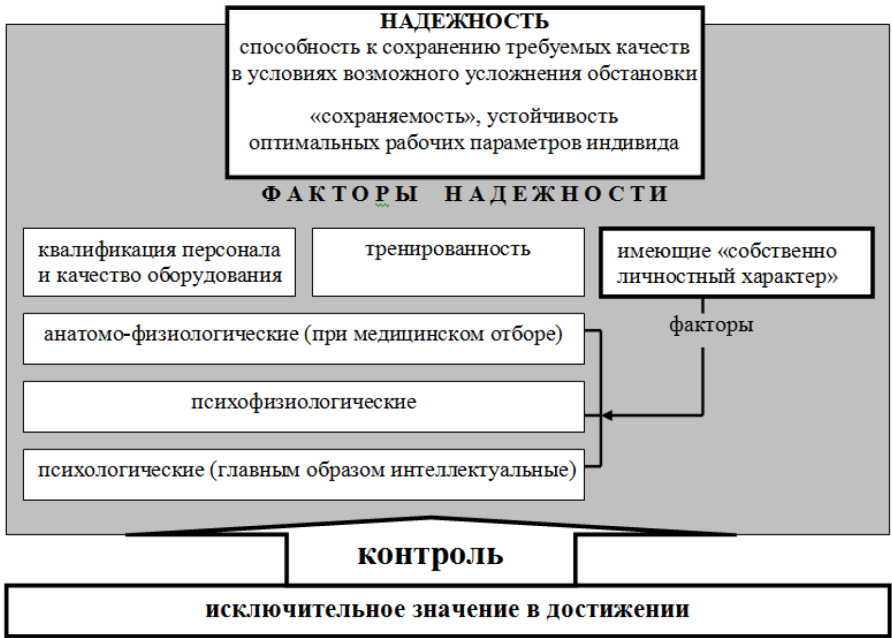 НАДЕЖНОСТЬ
способность к сохранению требуемых качеств
в условиях возможного усложнения обстановки
«сохраняемость», устойчивость
оптимальных рабочих параметров индивида
ФАКТОРЫ НАДЕЖНОСТИ
квалификация персонала
и качество оборудования
тренированность
имеющие «собственно
личностный характер»
факторы
анатомо-физиологические (при медицинском отборе)
психофизиологические
психологические (главным образом интеллектуальные)
контроль
исключительное значение в достижении